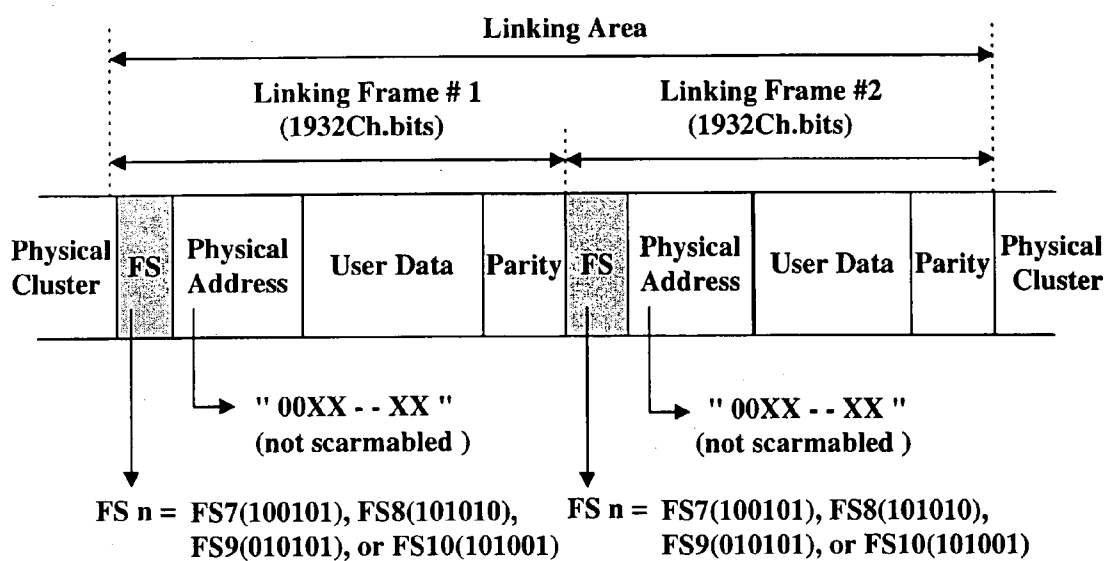 Linking Area
Linking Frame # 1
(1932Ch.bits)
Linking Frame #2
(1932Ch.bits)
Physical
Cluster
FS
Physical
Address
User Data
Parity
FS
Physical
Address
User Data
Parity
Physical
Cluster
" 00XX - - XX "
(not scarmabled )
" 00XX - - XX "
(not scarmabled )
FS n = FS7(100101), FS8(101010),
FS9(010101), or FS10(101001)
FS n = FS7(100101), FS8(101010),
FS9(010101), or FS10(101001)